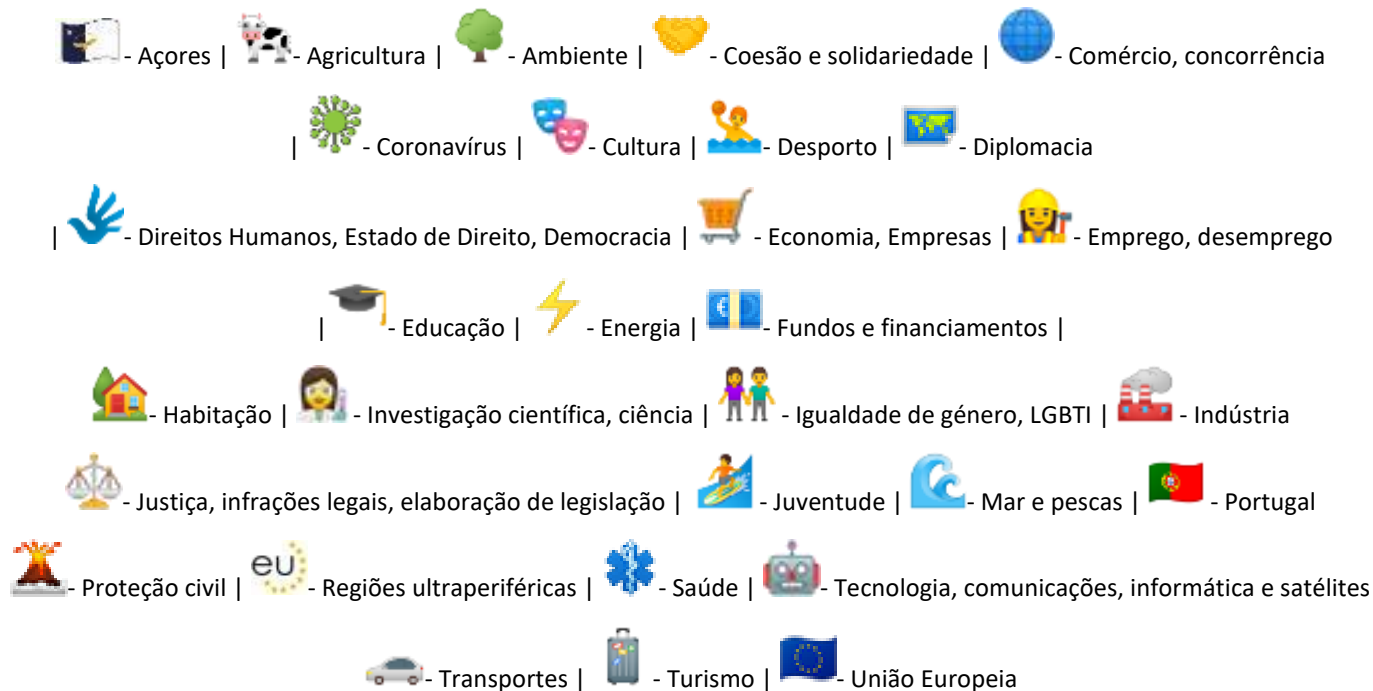 - Açores | - Agricultura | - Ambiente | - Coesão e solidariedade | - Comércio, concorrência
| - Coronavírus | - Cultura | - Desporto | - Diplomacia
| - Direitos Humanos, Estado de Direito, Democracia | - Economia, Empresas | - Emprego, desemprego
| - Educação | - Energia | - Fundos e financiamentos |
- Habitação | - Investigação científica, ciência | - Igualdade de género, LGBTI | - Indústria
- Justiça, infrações legais, elaboração de legislação | - Juventude | - Mar e pescas | - Portugal
- Proteção civil | eu - Regiões ultraperiféricas | - Saúde | - Tecnologia, comunicações, informática e satélites
- Transportes | - Turismo | - União Europeia